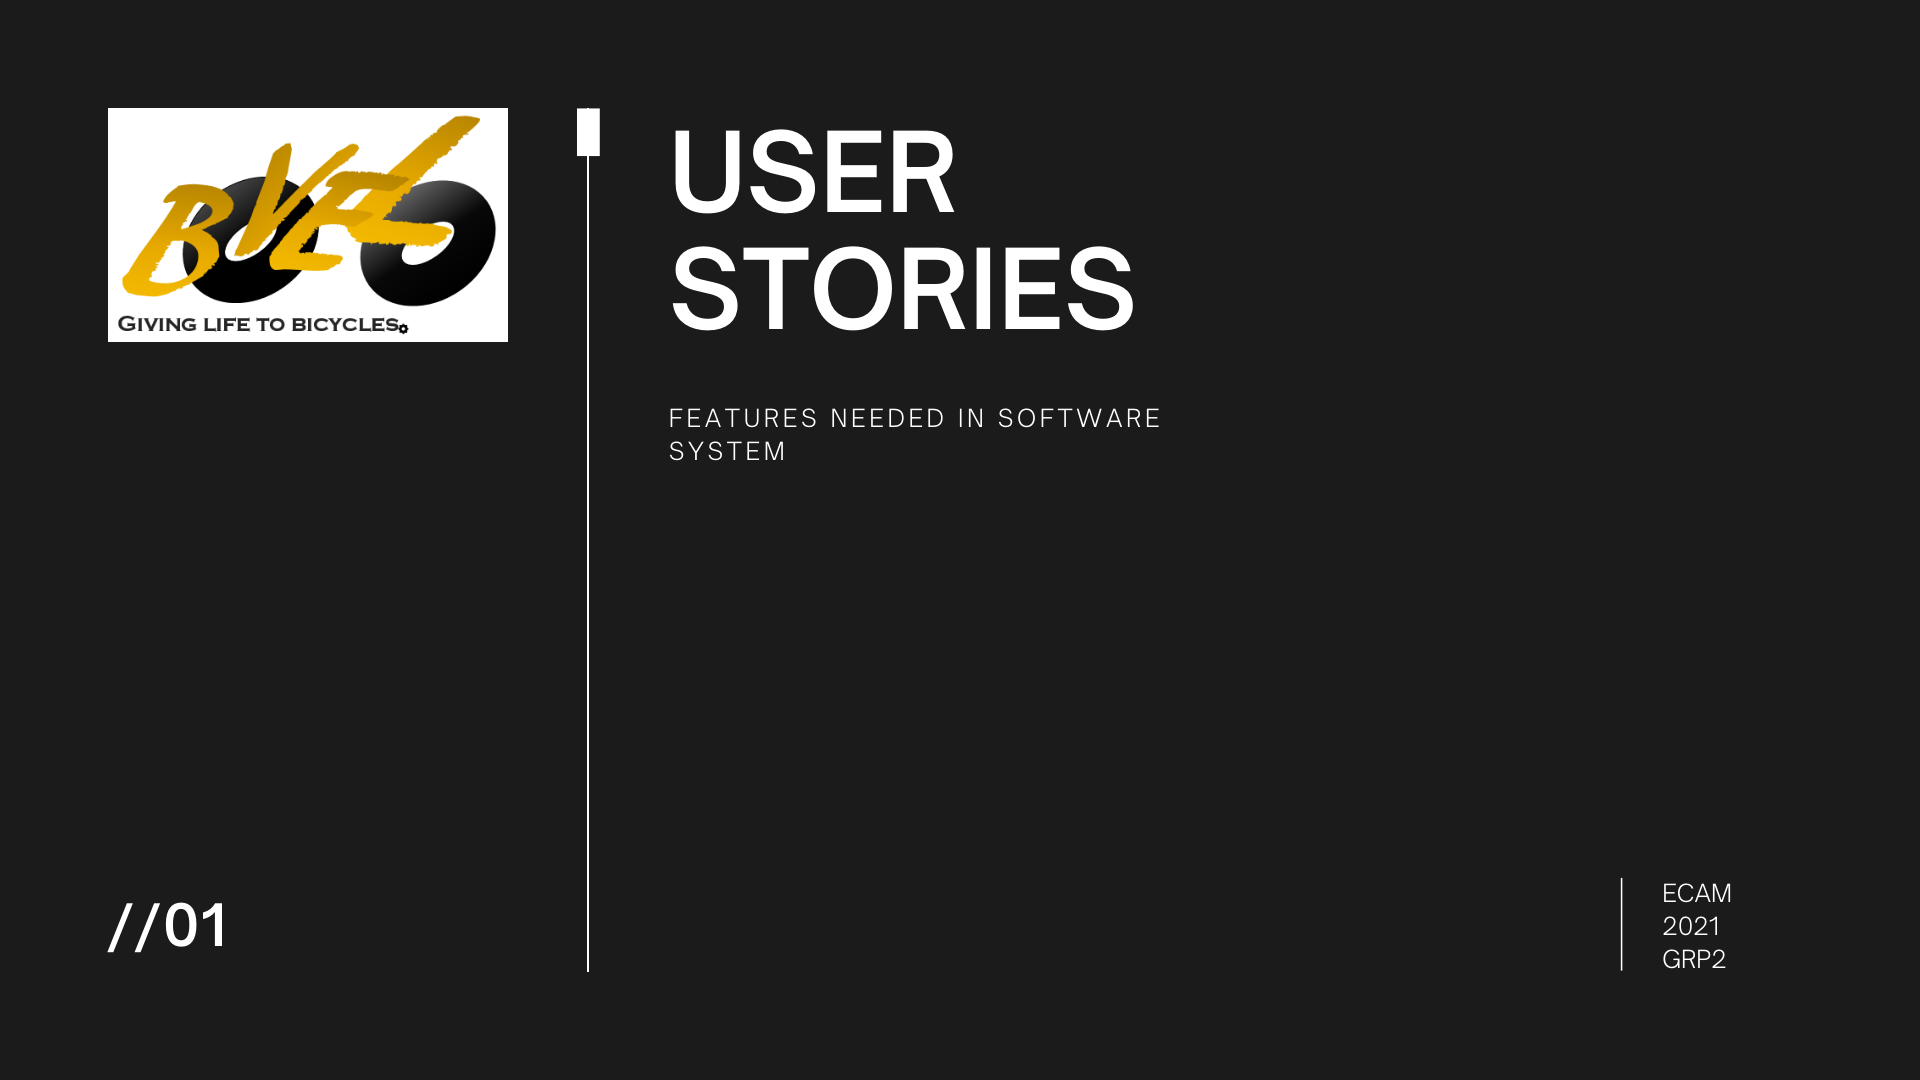 BVELO
GIVING LIFE TO BICYCLES
USER
STORIES
FEATURES NEEDED IN SOFTWARE
SYSTEM
//01
ECAM
2021
GRP2